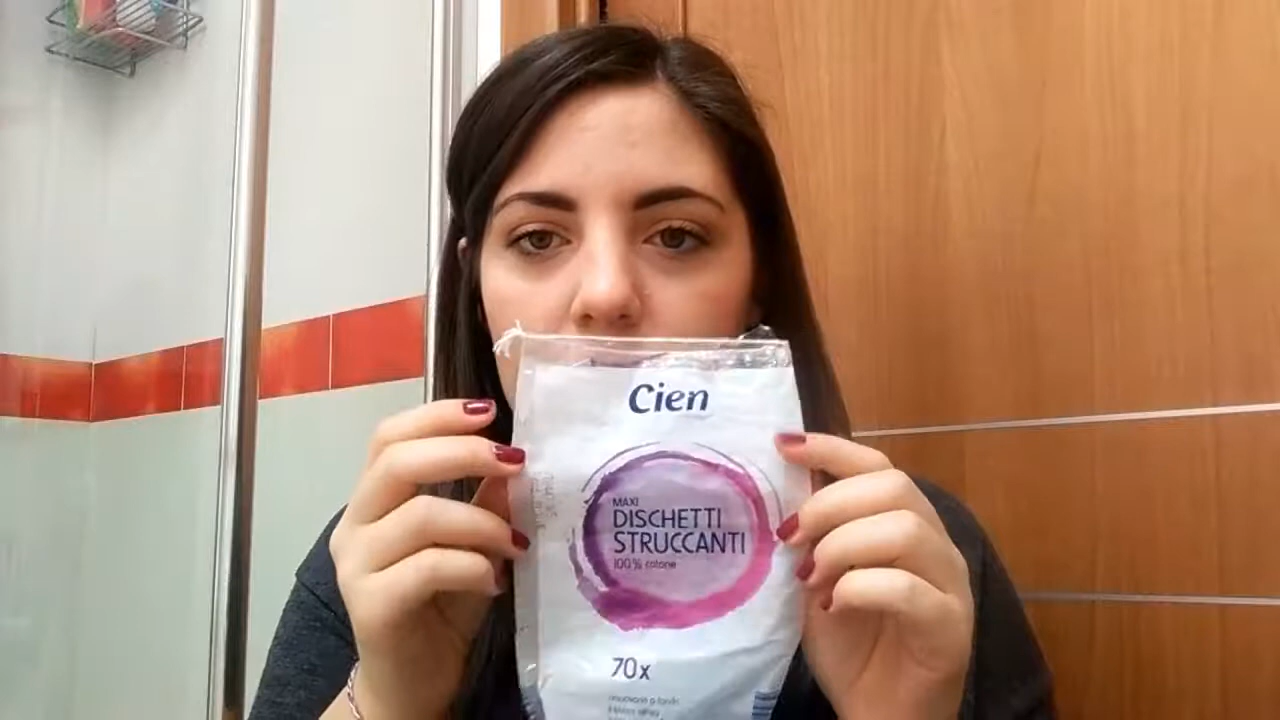 Cien
MAXI
DISCHETTI
STRUCCANTI
100% cotone
70x